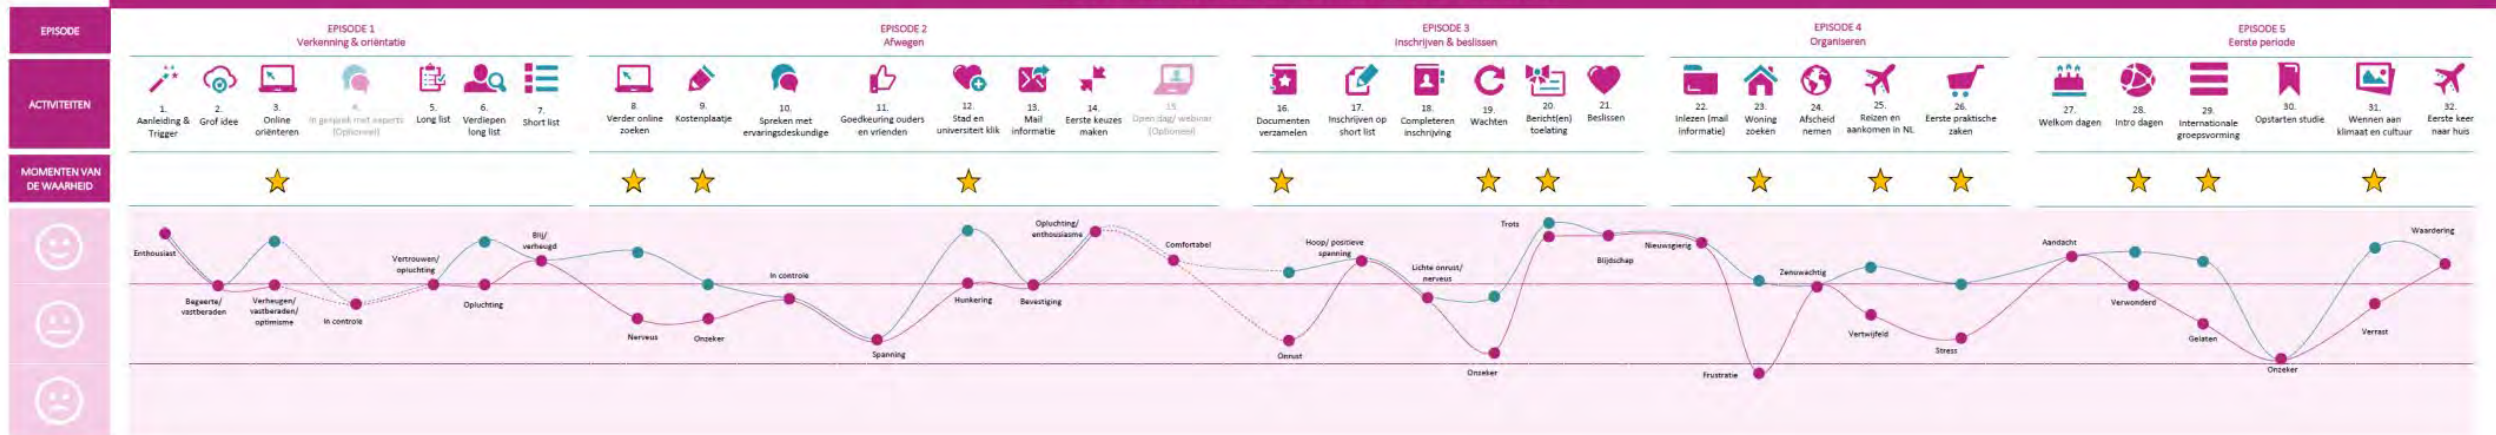 EPISODE
EPISODE 1
Verkenning & oriëntatie
EPISODE 2
Afwegen
EPISODE 3
Inschrijven & beslissen
EPISODE 4
Organiseren
EPISODE 5
Eerste periode
ACTIVITEITEN
1.
Aanleiding &
Trigger
2.
Grof idee
3.
Online
oriënteren
4.
In gesprek met experts
(Optioneel)
5.
Long list
6.
Verdiepen
long list
7.
Short list
8.
Verder online
zoeken
9.
Kostenplaatje
10.
Spreken met
ervaringsdeskundige
11.
Goedkeuring ouders
en vrienden
12.
Stad en
universiteit klik
13.
Mail
informatie
14.
Eerste keuzes
maken
15.
Open dag/ webinar
(Optioneel)
16.
Documenten
verzamelen
17.
Inschrijven op
short list
18.
Completeren
inschrijving
19.
Wachten
20.
Bericht(en)
toelating
21.
Beslissen
22.
Inlezen (mail
informatie)
23.
Woning
zoeken
24.
Afscheid
nemen
25.
Reizen en
aankomen in NL
26.
Eerste praktische
zaken
27.
Welkom dagen
28.
Intro dagen
29.
Internationale
groepsvorming
30.
Opstarten studie
31.
Wennen aan
klimaat en cultuur
32.
Eerste keer
naar huis
MOMENTEN VAN
DE WAARHEID
Enthousiast
Begeerte/
vastberaden
Verheugen/
vastberaden/
optimisme
In controle
Vertrouwen/
opluchting
Opluchting
Blij/
verheugd
Nerveus
Onzeker
In controle
Spanning
Hunkering
Bevestiging
Opluchting/
enthousiasme
Comfortabel
Onrust
Hoop/ positieve
spanning
Lichte onrust/
nerveus
Onzeker
Trots
Blijdschap
Nieuwsgierig
Frustratie
Zenuwachtig
Vertwijfeld
Stress
Aandacht
Verwonderd
Gelaten
Onzeker
Verrast
Waardering